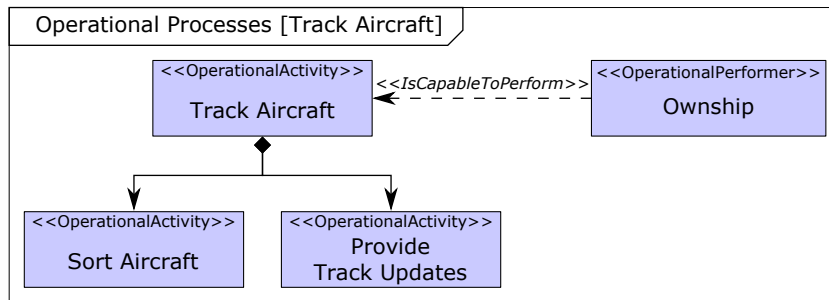 Operational Processes [Track Aircraft]
<<OperationalActivity>>
Track Aircraft
<<IsCapableToPerform>>
<<OperationalPerformer>>
Ownship
<<OperationalActivity>>
Sort Aircraft
<<OperationalActivity>>
Provide
Track Updates